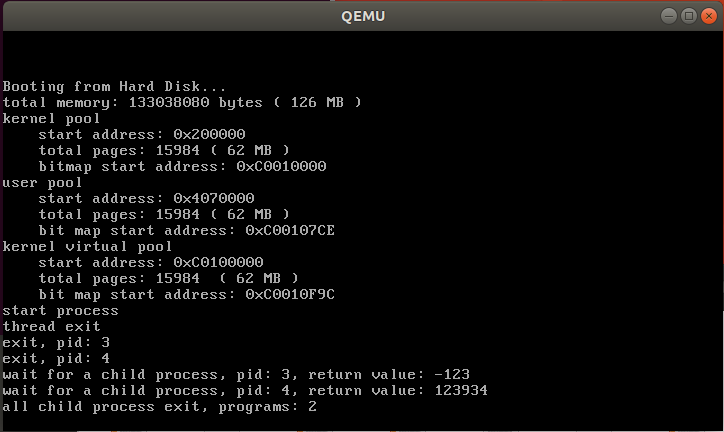 QEMU
Booting from Hard Disk...
total memory: 133038080 bytes ( 126 MB )
kernel pool
    start address: 0x200000
    total pages: 15984 ( 62 MB )
    bitmap start address: 0xC0010000
user pool
    start address: 0x4070000
    total pages: 15984 ( 62 MB )
    bit map start address: 0xC00107CE
kernel virtual pool
    start address: 0xC0100000
    total pages: 15984  ( 62 MB )
    bit map start address: 0xC0010F9C
start process
thread exit
exit, pid: 3
exit, pid: 4
wait for a child process, pid: 3, return value: -123
wait for a child process, pid: 4, return value: 123934
all child process exit, programs: 2